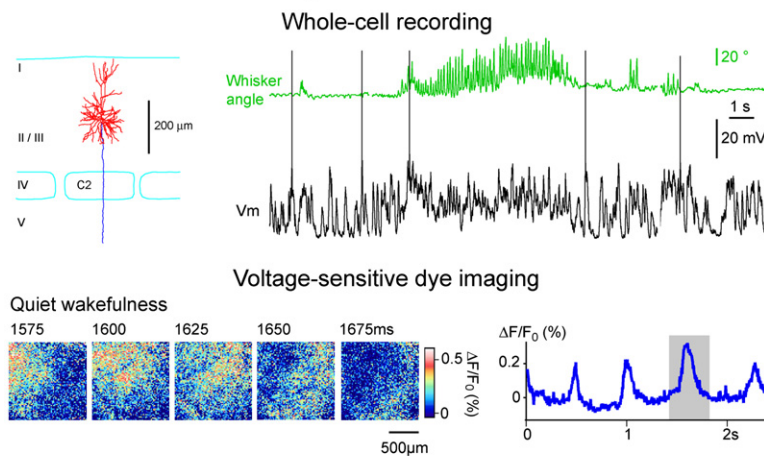 Whole-cell recording
I
II / III
IV
C2
V
200 µm
Whisker
angle
20 °
1 s
20 mV
Vm
Voltage-sensitive dye imaging
Quiet wakefulness
1575
1600
1625
1650
1675ms
0.5
0
ΔF/F0 (%)
500µm
ΔF/F0 (%)
0.2
0
0
1
2s